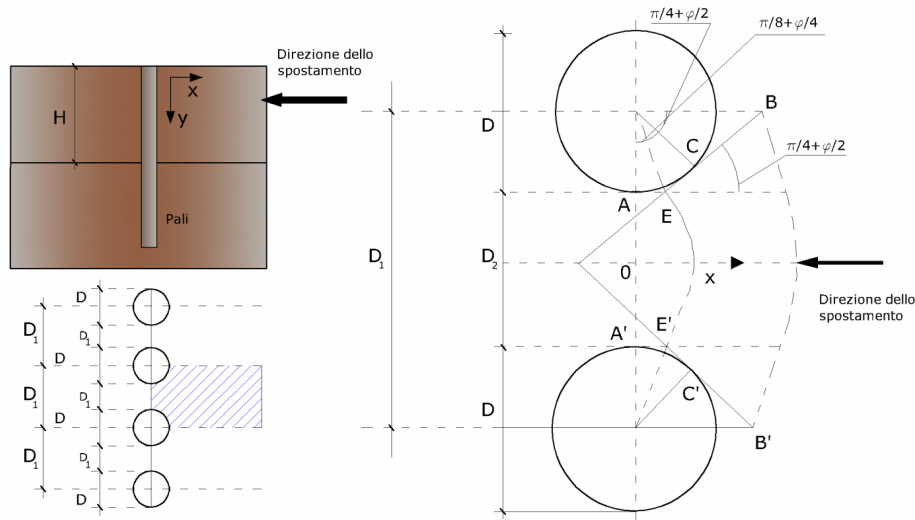 Direzione dello
spostamento
H
x
y
Pali
D
D1
D1
D
D1
D1
D
D1
D1
D
π/4+φ/2
π/8+φ/4
D
B
C
π/4+φ/2
A
E
D1
D2
0
x
Direzione dello
spostamento
E'
A'
D
C'
B'